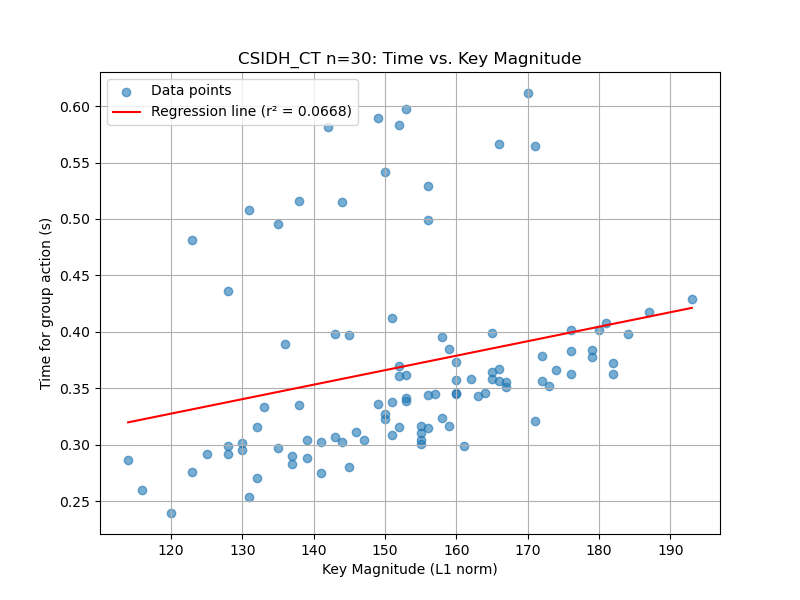 CSIDH_CT n=30: Time vs. Key Magnitude
Data points
Regression line (r² = 0.0668)
Time for group action (s)
0.60
0.55
0.50
0.45
0.40
0.35
0.30
0.25
120 130 140 150 160 170 180 190
Key Magnitude (L1 norm)